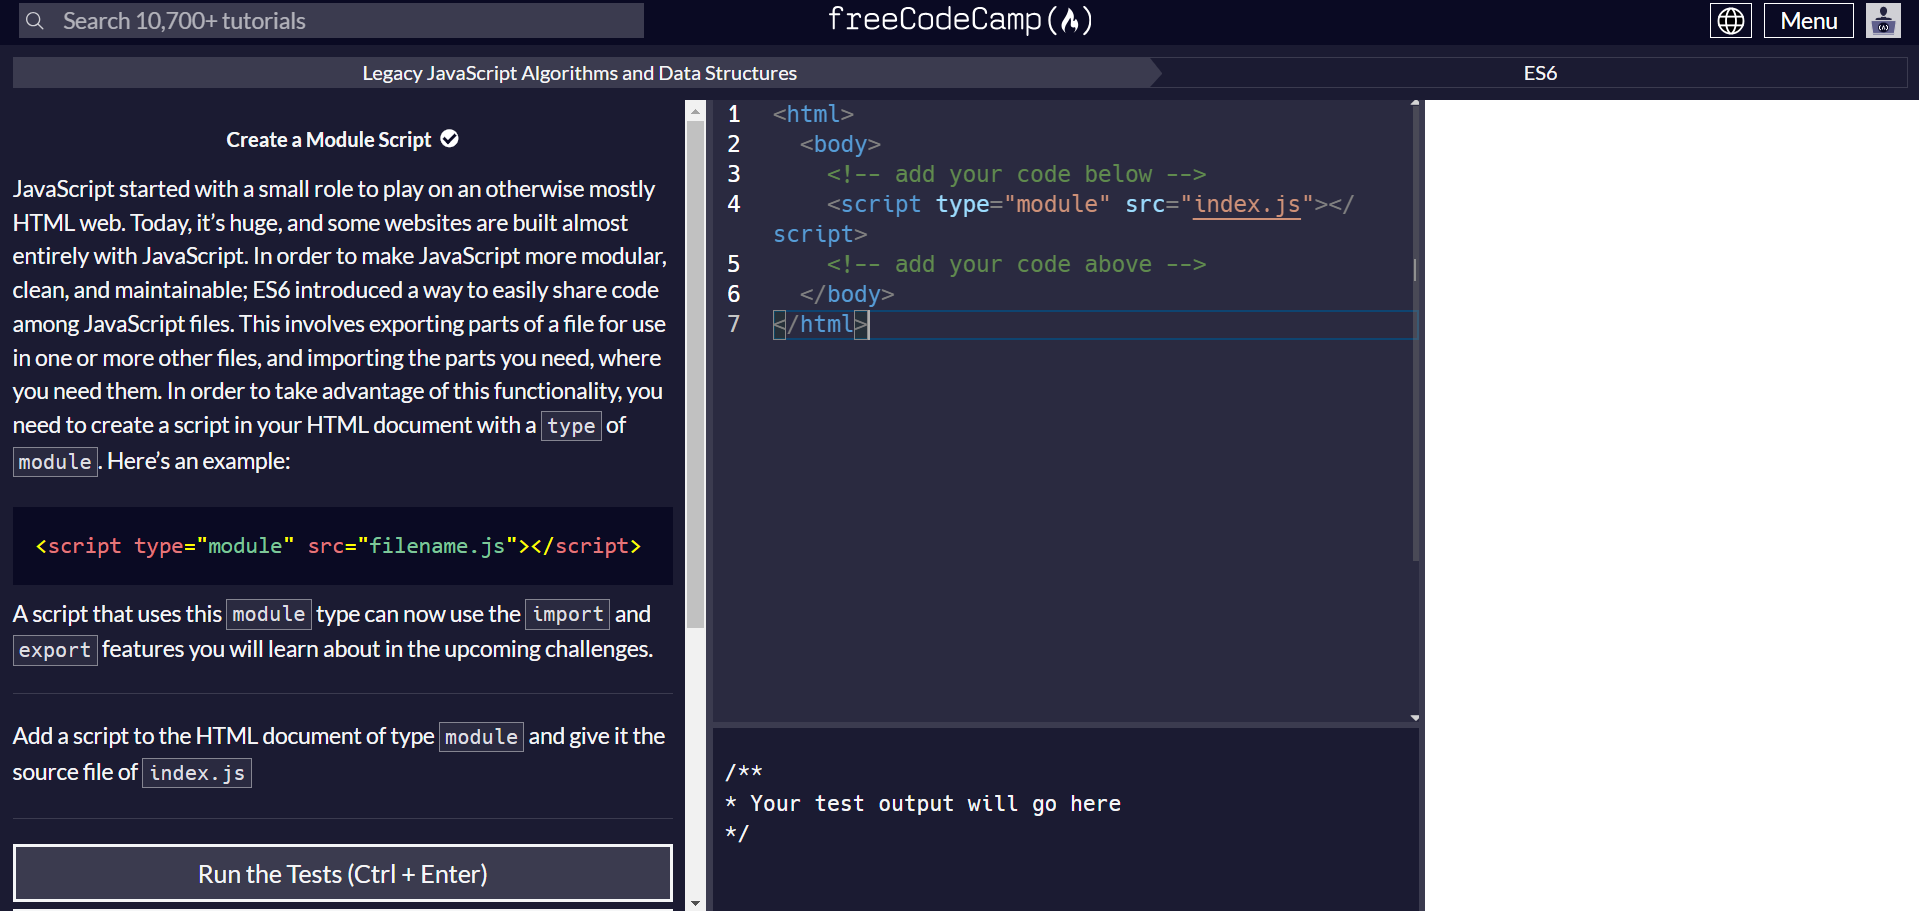 Search 10,700+ tutorials
freeCodeCamp(🔥)
Menu
Legacy JavaScript Algorithms and Data Structures
ES6
Create a Module Script
JavaScript started with a small role to play on an otherwise mostly
HTML web. Today, it’s huge, and some websites are built almost
entirely with JavaScript. In order to make JavaScript more modular,
clean, and maintainable; ES6 introduced a way to easily share code
among JavaScript files. This involves exporting parts of a file for use
in one or more other files, and importing the parts you need, where
you need them. In order to take advantage of this functionality, you
need to create a script in your HTML document with a type of
module. Here’s an example:
<script type="module" src="filename.js"></script>
A script that uses this module type can now use the import and
export features you will learn about in the upcoming challenges.
Add a script to the HTML document of type module and give it the
source file of index.js
Run the Tests (Ctrl + Enter)
1 <html>
2 <body>
3 <!-- add your code below -->
4 <script type="module" src="index.js"></
script>
5 <!-- add your code above -->
6 </body>
7 </html>
/**
* Your test output will go here
*/